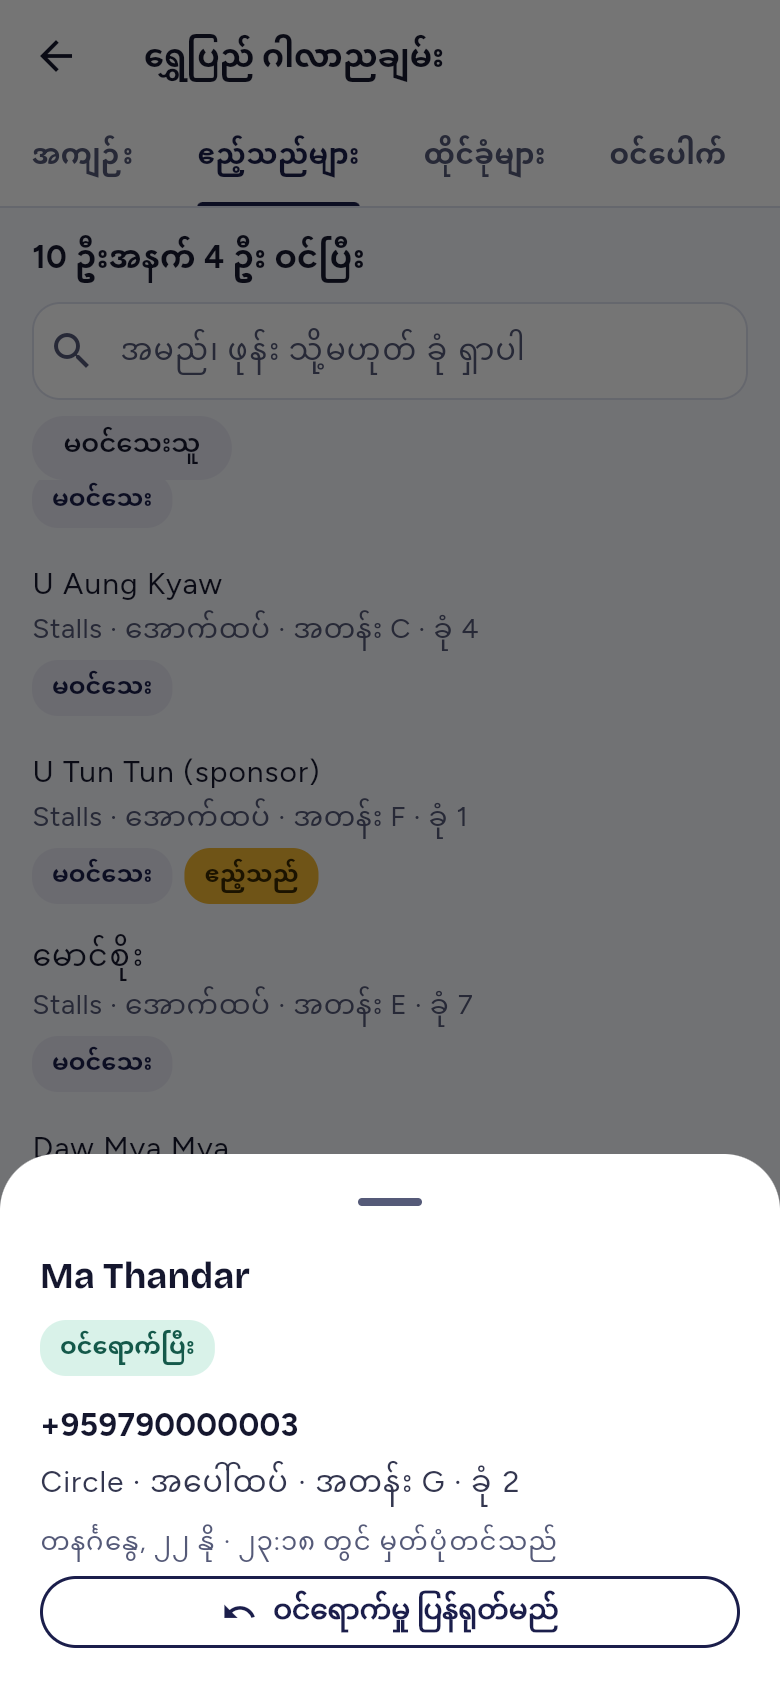 ရွှေပြည် ဂါလာညချမ်း
အကျဉ်း ဧည့်သည်များ ထိုင်ခုံများ ဝင်ပေါက်
10 ဦးအနက် 4 ဦး ဝင်ပြီး
အမည်၊ ဖုန်း သို့မဟုတ် ခုံ ရှာပါ
မဝင်သေးသူ
မဝင်သေး
U Aung Kyaw
Stalls · အောက်ထပ် · အတန်း C · ခုံ 4
မဝင်သေး
U Tun Tun (sponsor)
Stalls · အောက်ထပ် · အတန်း F · ခုံ 1
မဝင်သေး ဧည့်သည်
မောင်စိုး
Stalls · အောက်ထပ် · အတန်း E · ခုံ 7
မဝင်သေး
Daw Mya Mya
Ma Thandar
ဝင်ရောက်ပြီး
+959790000003
Circle · အပေါ်ထပ် · အတန်း G · ခုံ 2
တနင်္ဂနွေ, ၂၂ နို · ၂၃:၁၈ တွင် မှတ်ပုံတင်သည်
ဝင်ရောက်မှု ပြန်ရုတ်မည်